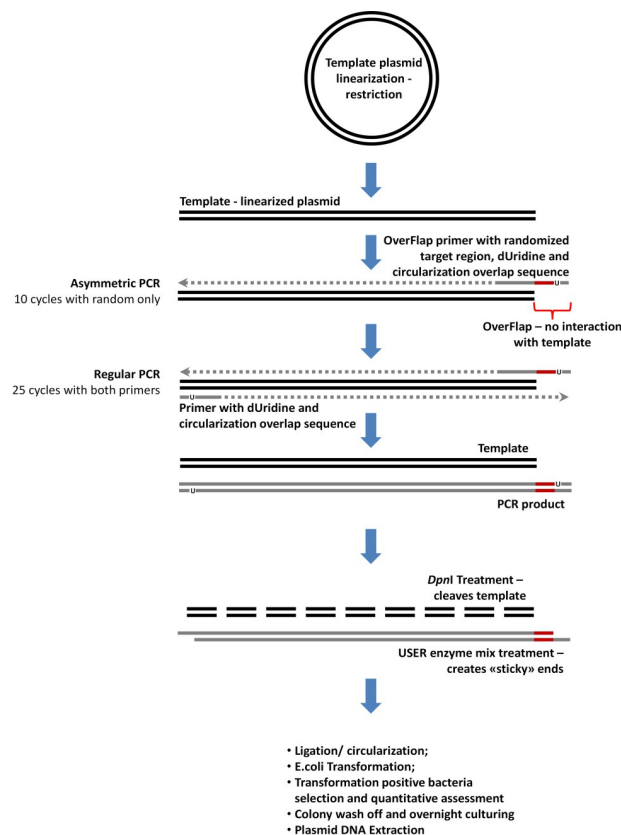 Template plasmid
linearization -
restriction
Template - linearized plasmid
OverFlap primer with randomized
target region, dUridine and
circularization overlap sequence
Asymmetric PCR
10 cycles with random only
U
OverFlap – no interaction
with template
Regular PCR
25 cycles with both primers
U
U
Primer with dUridine and
circularization overlap sequence
Template
U
U
PCR product
DpnI Treatment –
cleaves template
USER enzyme mix treatment –
creates «sticky» ends
• Ligation/ circularization;
• E.coli Transformation;
• Transformation positive bacteria
selection and quantitative assessment
• Colony wash off and overnight culturing
• Plasmid DNA Extraction